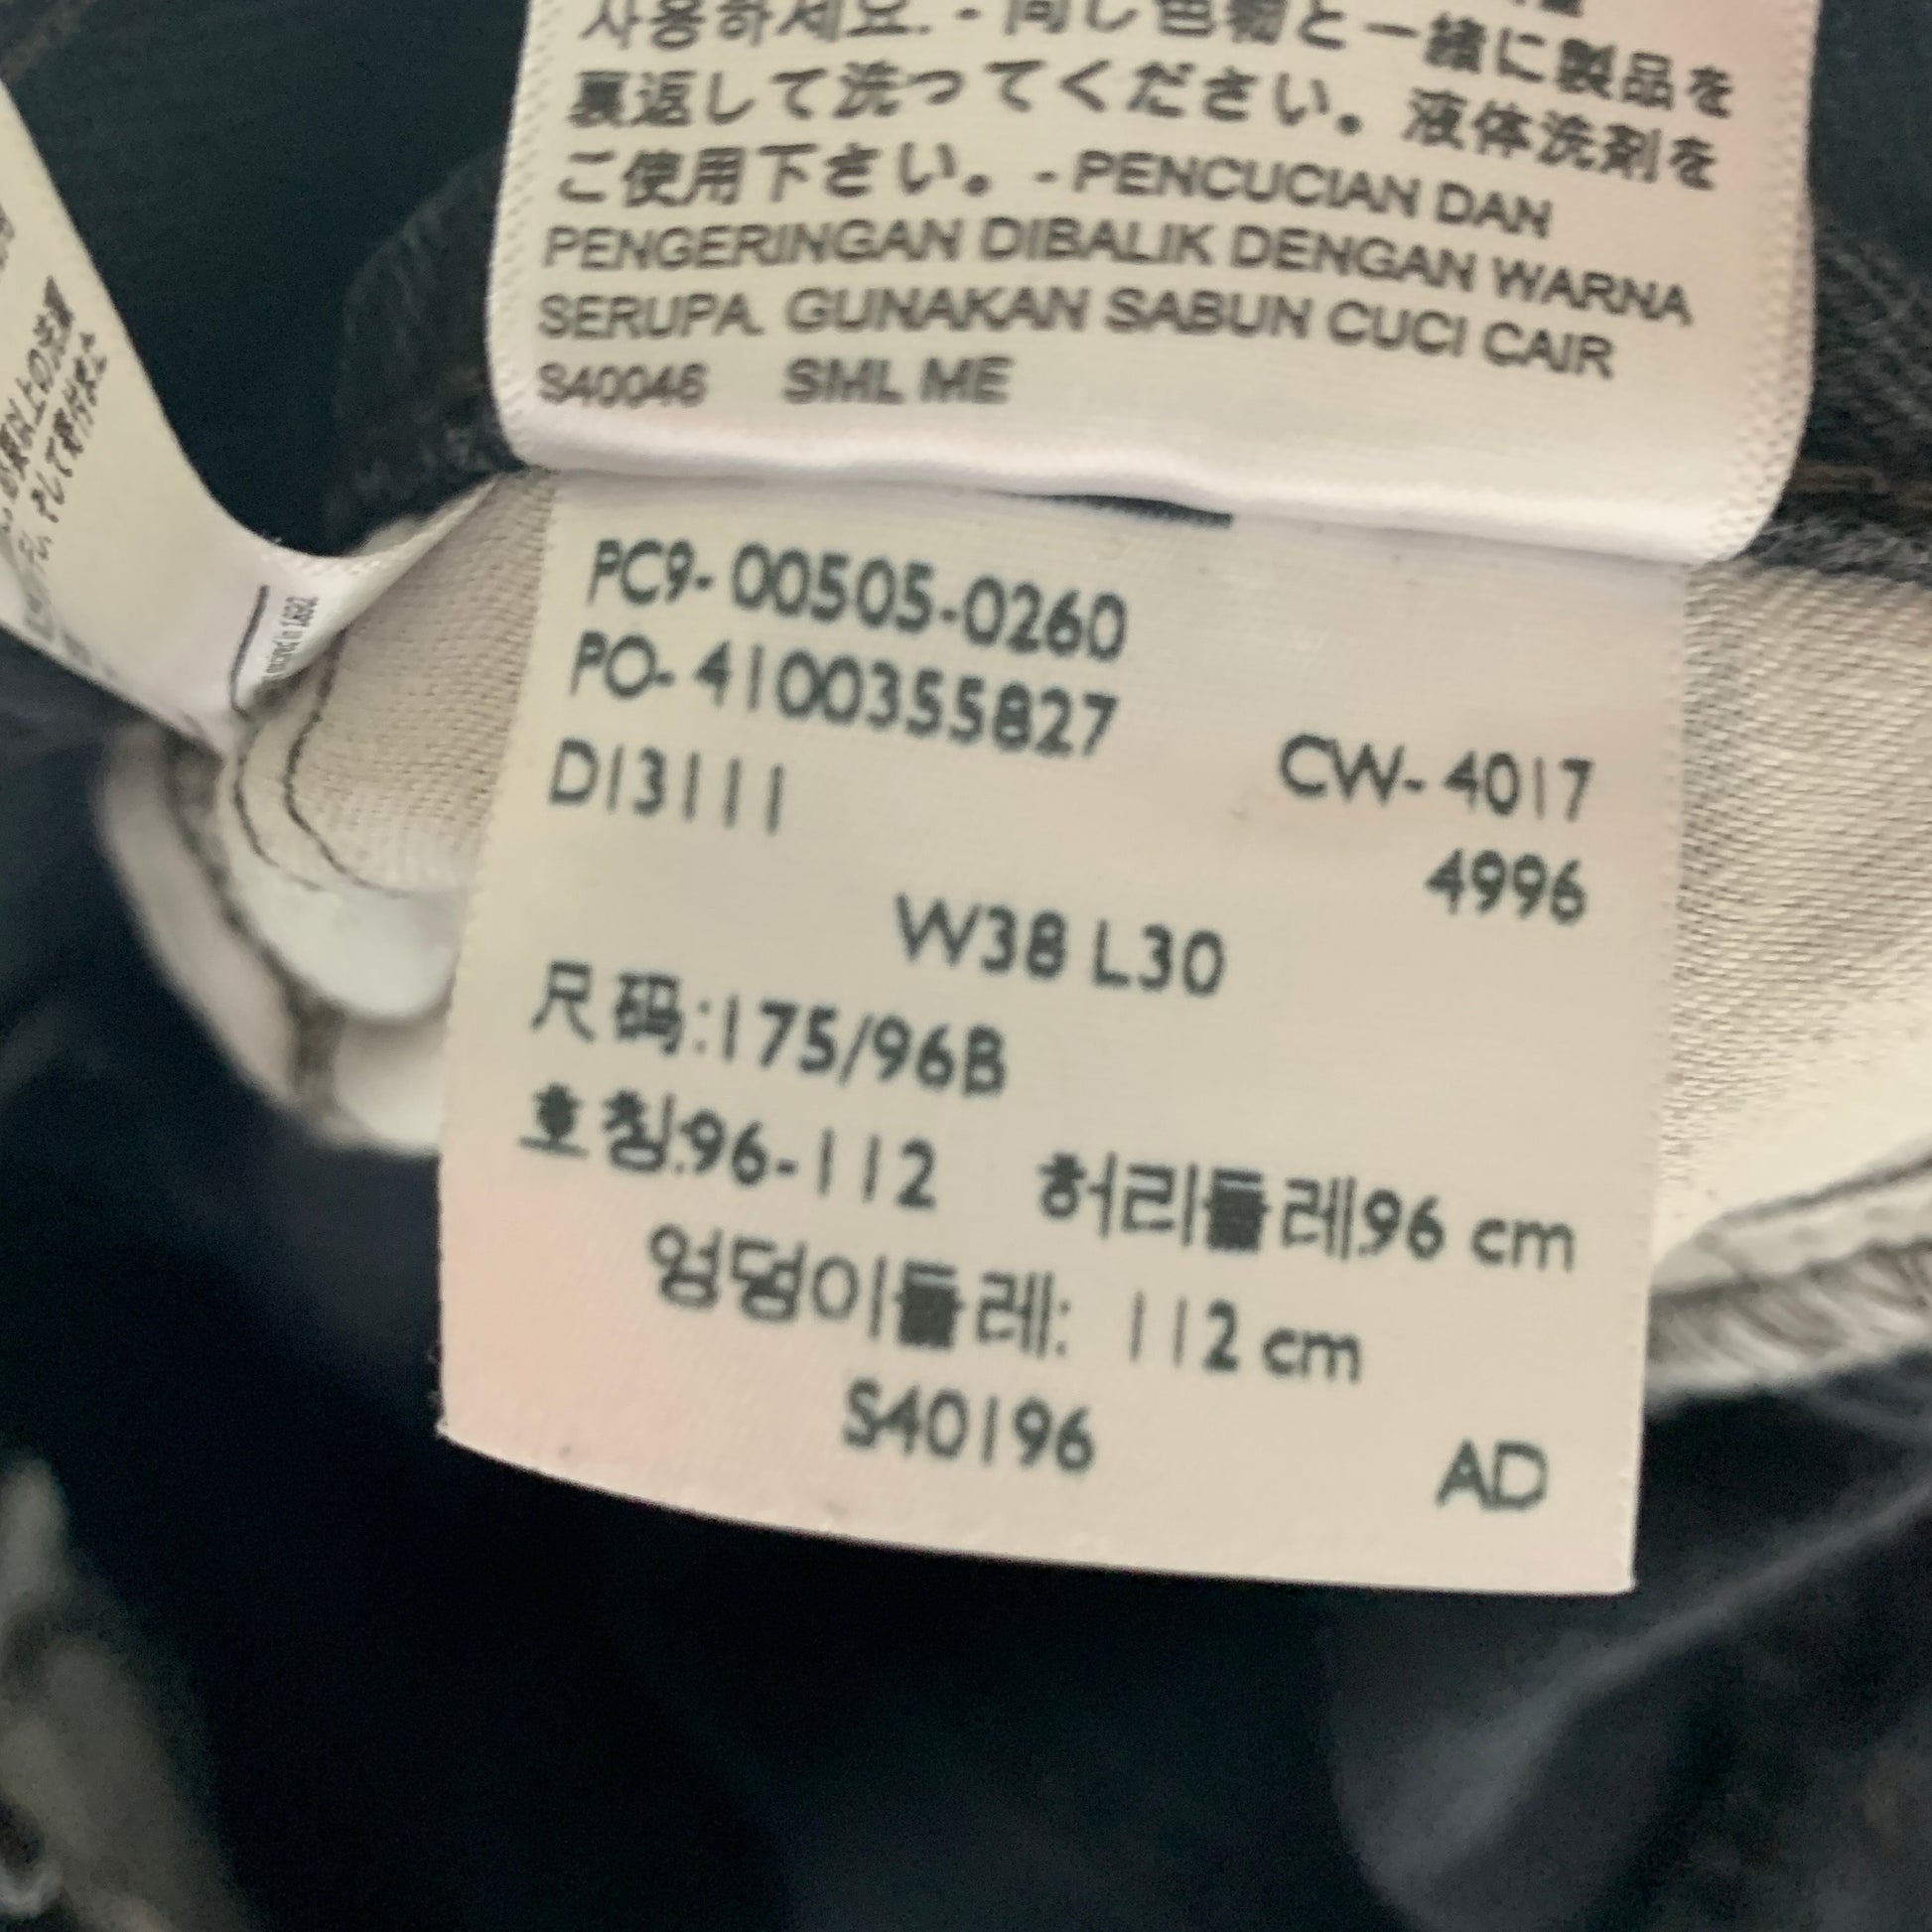 사용하세요. - 同じ色物と一緒に製品を
裏返して洗ってください。液体洗剤を
ご使用下さい。- PENCUCIAN DAN
PENGERINGAN DIBALIK DENGAN WARNA
SERUPA. GUNAKAN SABUN CUCI CAIR
S40046 SML ME
PC9- 00505-0260
PO- 4100355827
CW- 4017
D13111
4996
W38 L30
尺码:175/96B
호칭:96-112 허리둘레:96 cm
엉덩이둘레: 112 cm
S40196
AD